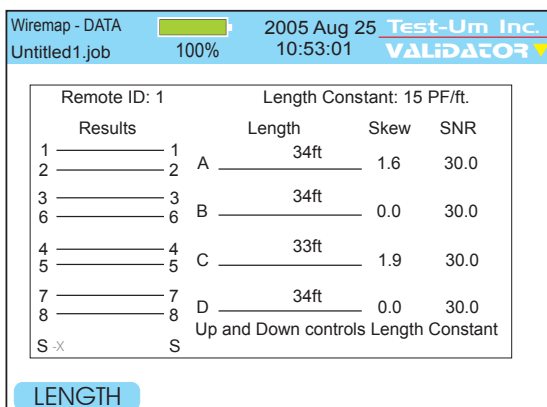 Wiremap - DATA 2005 Aug 25 Test-Um Inc.
Untitled1.job 100% 10:53:01 VALiDATOR
Remote ID: 1 Length Constant: 15 PF/ft.
Results Length Skew SNR
1 1 34ft
2 2 A 1.6 30.0
3 3 34ft
6 6 B 0.0 30.0
4 4 33ft
5 5 C 1.9 30.0
7 7 34ft
8 8 D 0.0 30.0
Up and Down controls Length Constant
S -X S
LENGTH